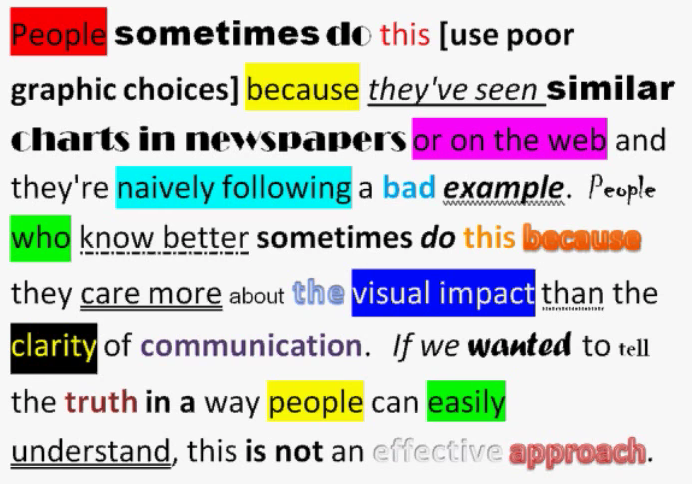 People sometimes do this [use poor
graphic choices] because they've seen similar
charts in newspapers or on the web and
they're naively following a bad example. People
who know better sometimes do this because
they care more about the visual impact than the
clarity of communication. If we wanted to tell
the truth in a way people can easily
understand, this is not an effective approach.